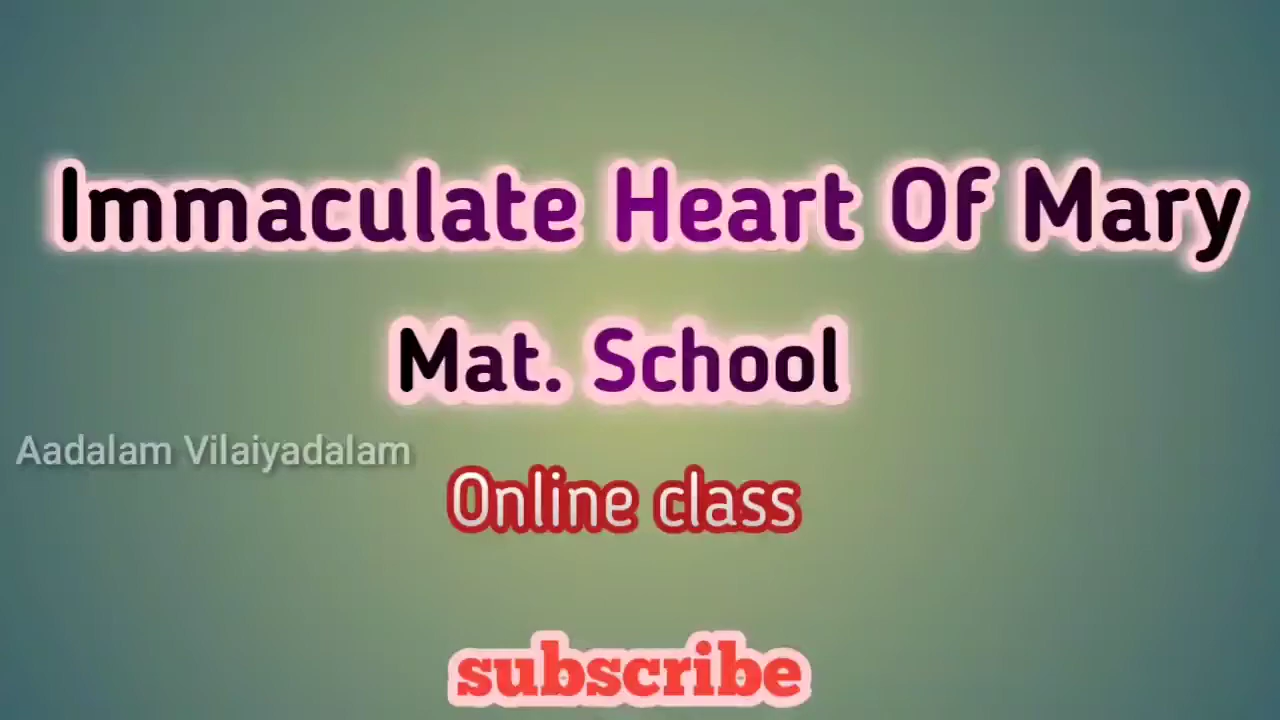 Immaculate Heart Of Mary
Mat. School
Aadalam Vilaiyadalam
Online class
subscribe